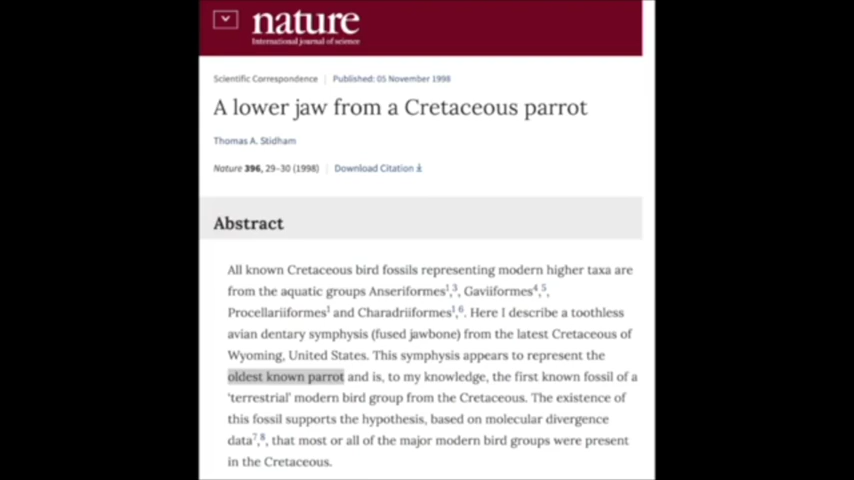 nature
International journal of science
Scientific Correspondence | Published: 05 November 1998
A lower jaw from a Cretaceous parrot
Thomas A. Stidham
Nature 396, 29–30 (1998) | Download Citation
Abstract
All known Cretaceous bird fossils representing modern higher taxa are
from the aquatic groups Anseriformes1,3, Gaviiformes4,5,
Procellariiformes1 and Charadriiformes1,6. Here I describe a toothless
avian dentary symphysis (fused jawbone) from the latest Cretaceous of
Wyoming, United States. This symphysis appears to represent the
oldest known parrot and is, to my knowledge, the first known fossil of a
‘terrestrial’ modern bird group from the Cretaceous. The existence of
this fossil supports the hypothesis, based on molecular divergence
data7,8, that most or all of the major modern bird groups were present
in the Cretaceous.